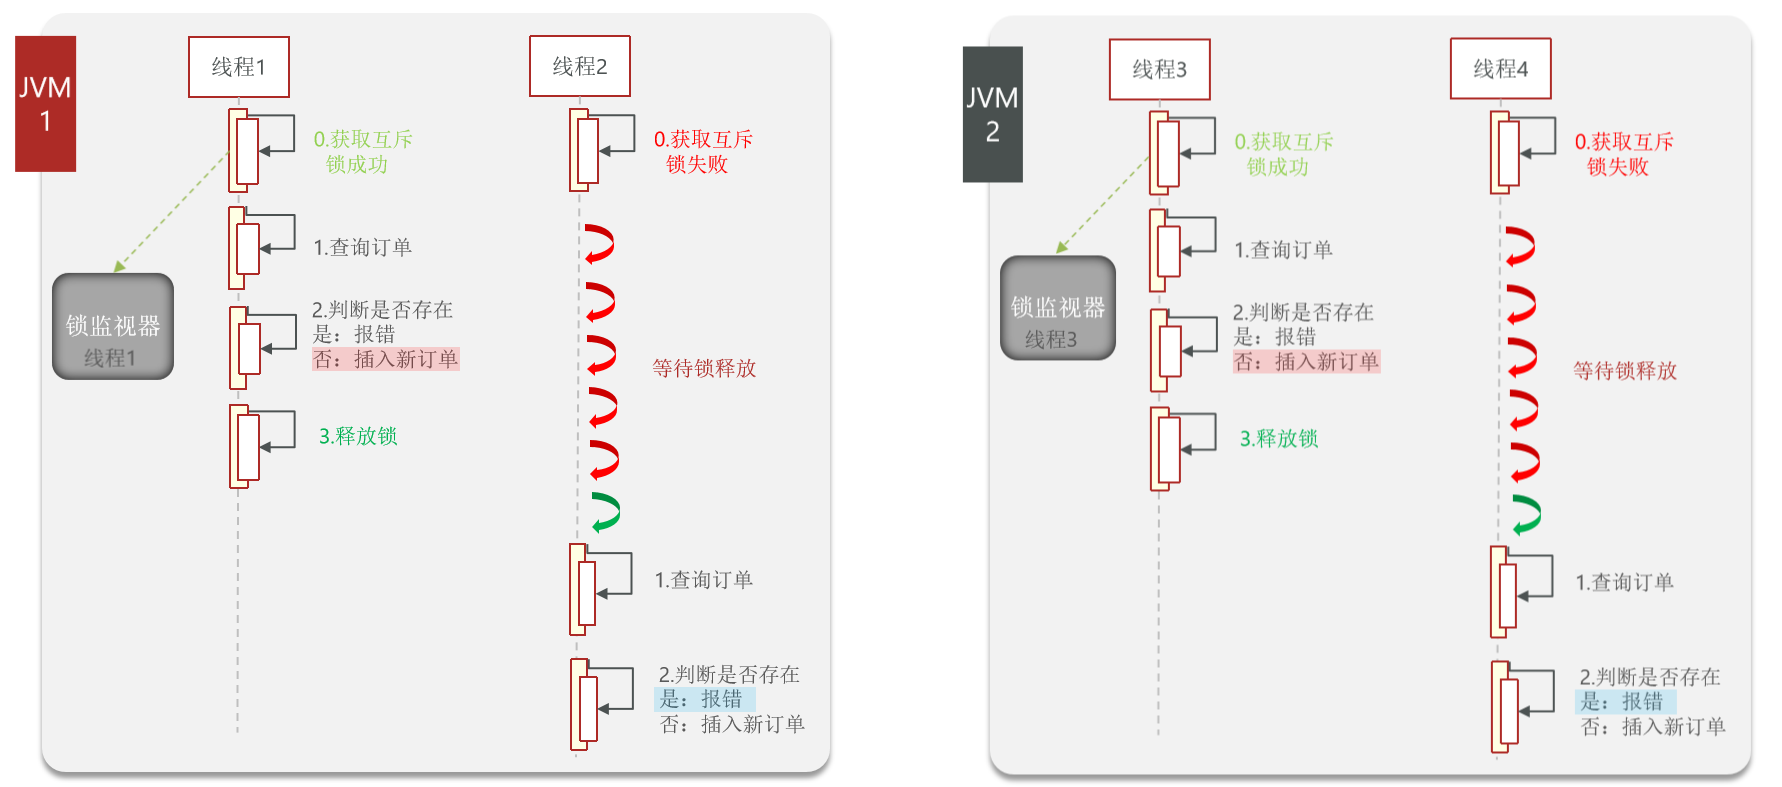 JVM
1
线程1
线程2
0.获取互斥
锁成功
0.获取互斥
锁失败
1.查询订单
锁监视器
线程1
2.判断是否存在
是：报错
否：插入新订单
等待锁释放
3.释放锁
1.查询订单
2.判断是否存在
是：报错
否：插入新订单
JVM
2
线程3
线程4
0.获取互斥
锁成功
0.获取互斥
锁失败
1.查询订单
锁监视器
线程3
2.判断是否存在
是：报错
否：插入新订单
等待锁释放
3.释放锁
1.查询订单
2.判断是否存在
是：报错
否：插入新订单